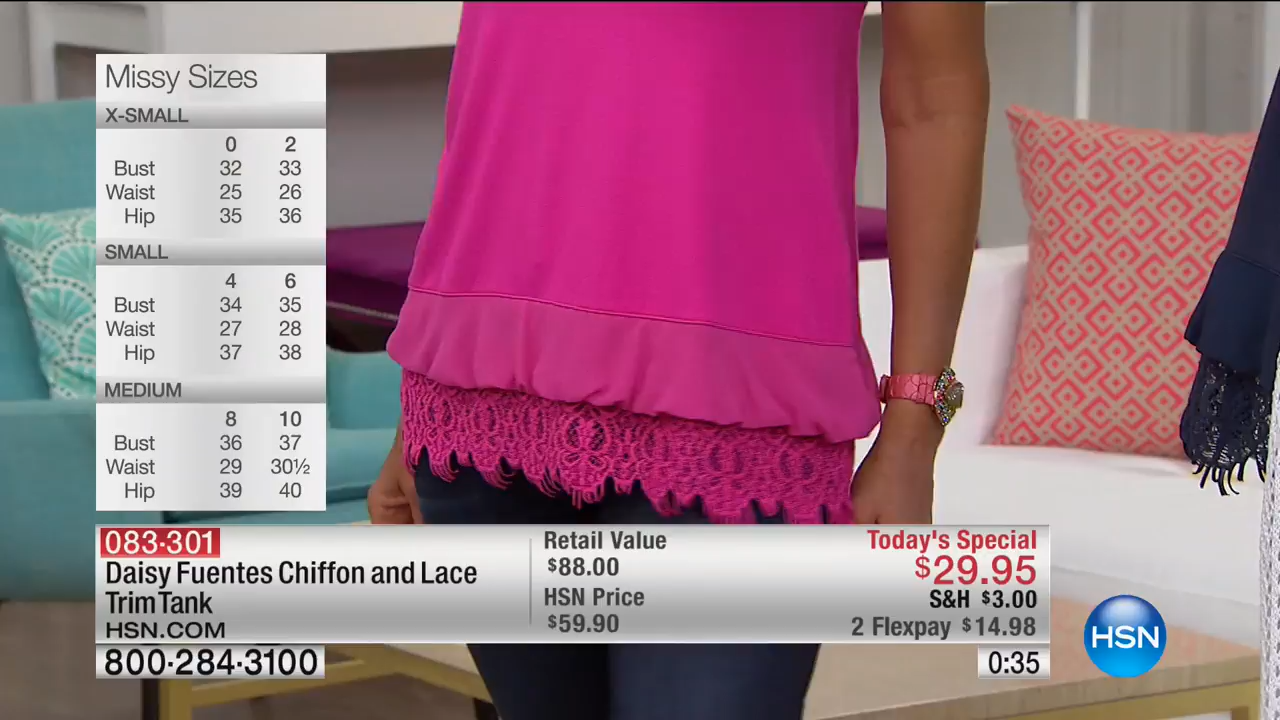 Missy Sizes
X-SMALL
0 2
Bust 32 33
Waist 25 26
Hip 35 36
SMALL
4 6
Bust 34 35
Waist 27 28
Hip 37 38
MEDIUM
8 10
Bust 36 37
Waist 29 30½
Hip 39 40
083-301
Daisy Fuentes Chiffon and Lace
Trim Tank
HSN.COM
800·284·3100
Retail Value
$88.00
HSN Price
$59.90
Today's Special
$29.95
S&H $3.00
2 Flexpay $14.98
0:35
HSN